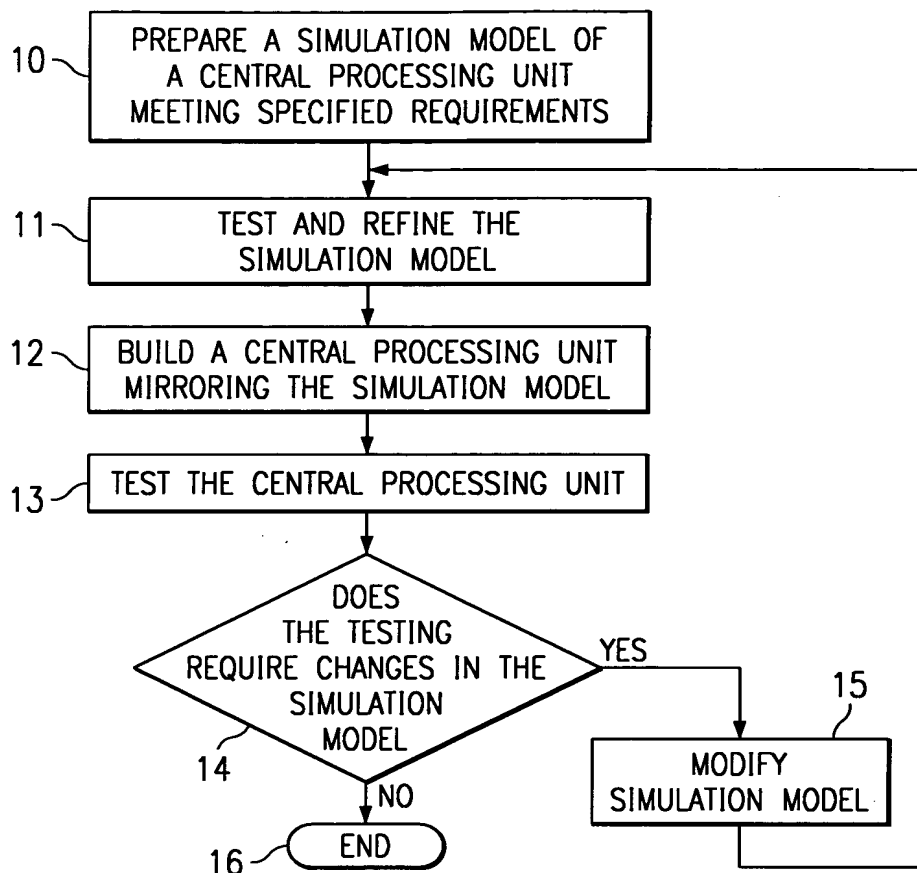 10
PREPARE A SIMULATION MODEL OF
A CENTRAL PROCESSING UNIT
MEETING SPECIFIED REQUIREMENTS
11
TEST AND REFINE THE
SIMULATION MODEL
12
BUILD A CENTRAL PROCESSING UNIT
MIRRORING THE SIMULATION MODEL
13
TEST THE CENTRAL PROCESSING UNIT
DOES
THE TESTING
REQUIRE CHANGES IN THE
SIMULATION
MODEL
14
YES
15
MODIFY
SIMULATION MODEL
NO
16
END